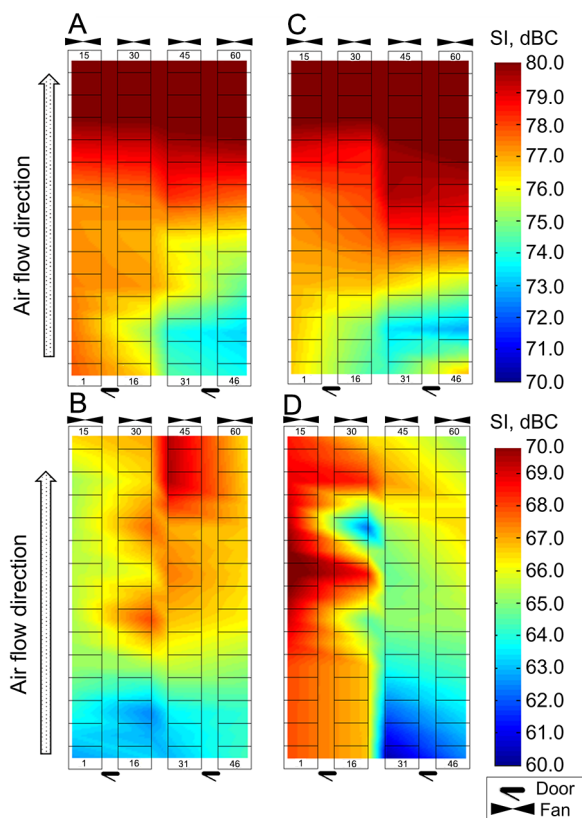 A
C
SI, dBC
15 30 45 60
15 30 45 60
80.0
79.0
78.0
77.0
76.0
75.0
74.0
73.0
72.0
71.0
70.0
Air flow direction
1 16 31 46
1 16 31 46
B
D
SI, dBC
15 30 45 60
15 30 45 60
70.0
69.0
68.0
67.0
66.0
65.0
64.0
63.0
62.0
61.0
60.0
Air flow direction
1 16 31 46
1 16 31 46
Door
Fan